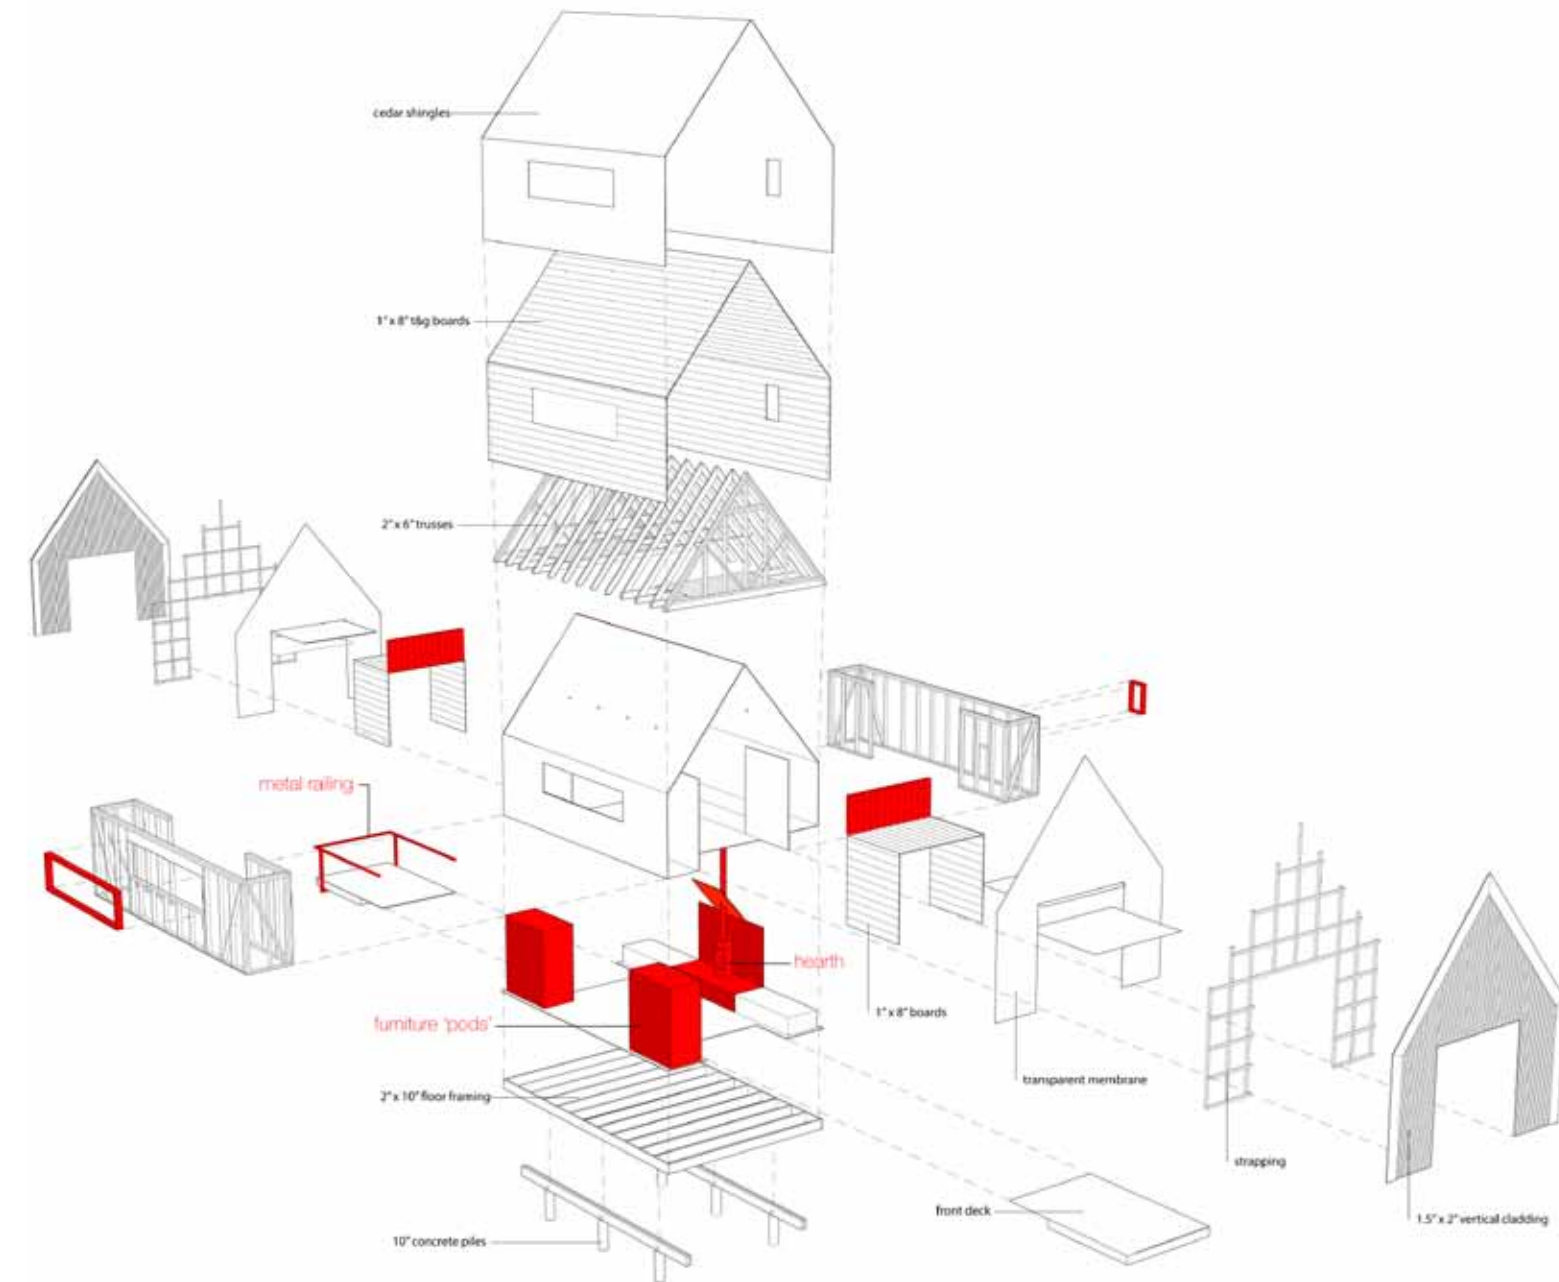 cedar shingles
1" x 8" t&g boards
2" x 6" trusses
metal railing
hearth
furniture 'pods'
1" x 8" boards
transparent membrane
2" x 10" floor framing
strapping
front deck
1.5" x 2" vertical cladding
10" concrete piles